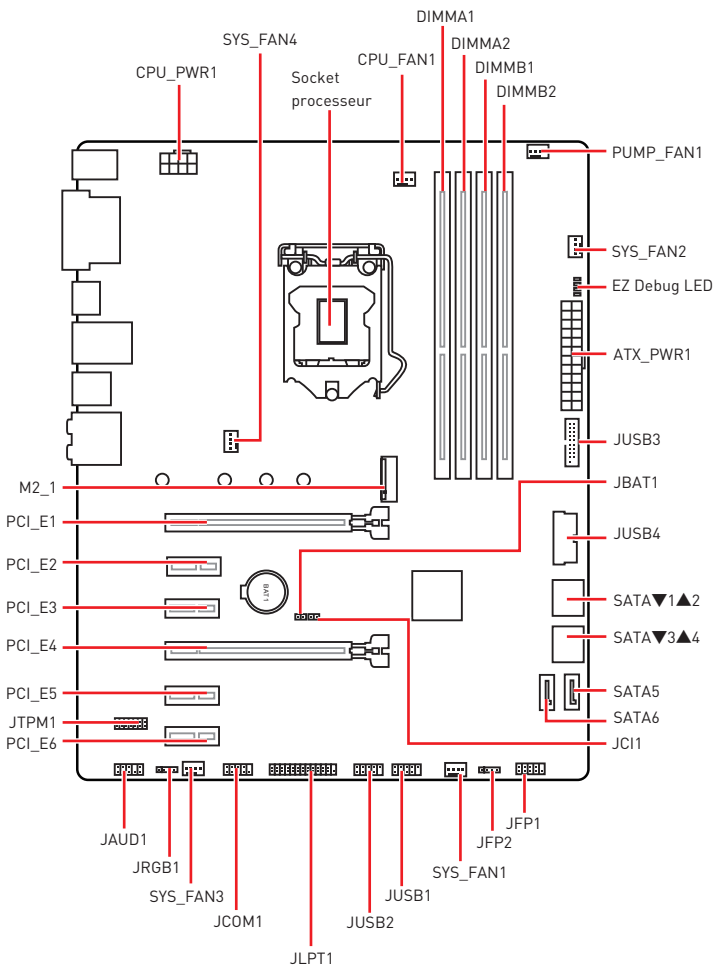 DIMMA1
SYS_FAN4
DIMMA2
CPU_FAN1
DIMMB1
CPU_PWR1
Socket
processeur
DIMMB2
PUMP_FAN1
SYS_FAN2
EZ Debug LED
ATX_PWR1
JUSB3
M2_1
JBAT1
PCI_E1
JUSB4
PCI_E2
BAT1
PCI_E3
SATA▼1▲2
PCI_E4
SATA▼3▲4
PCI_E5
SATA5
JTPM1
SATA6
PCI_E6
JCI1
JAUD1
JRGB1
SYS_FAN3
JCOM1
JLPT1
JUSB2
JUSB1
SYS_FAN1
JFP2
JFP1